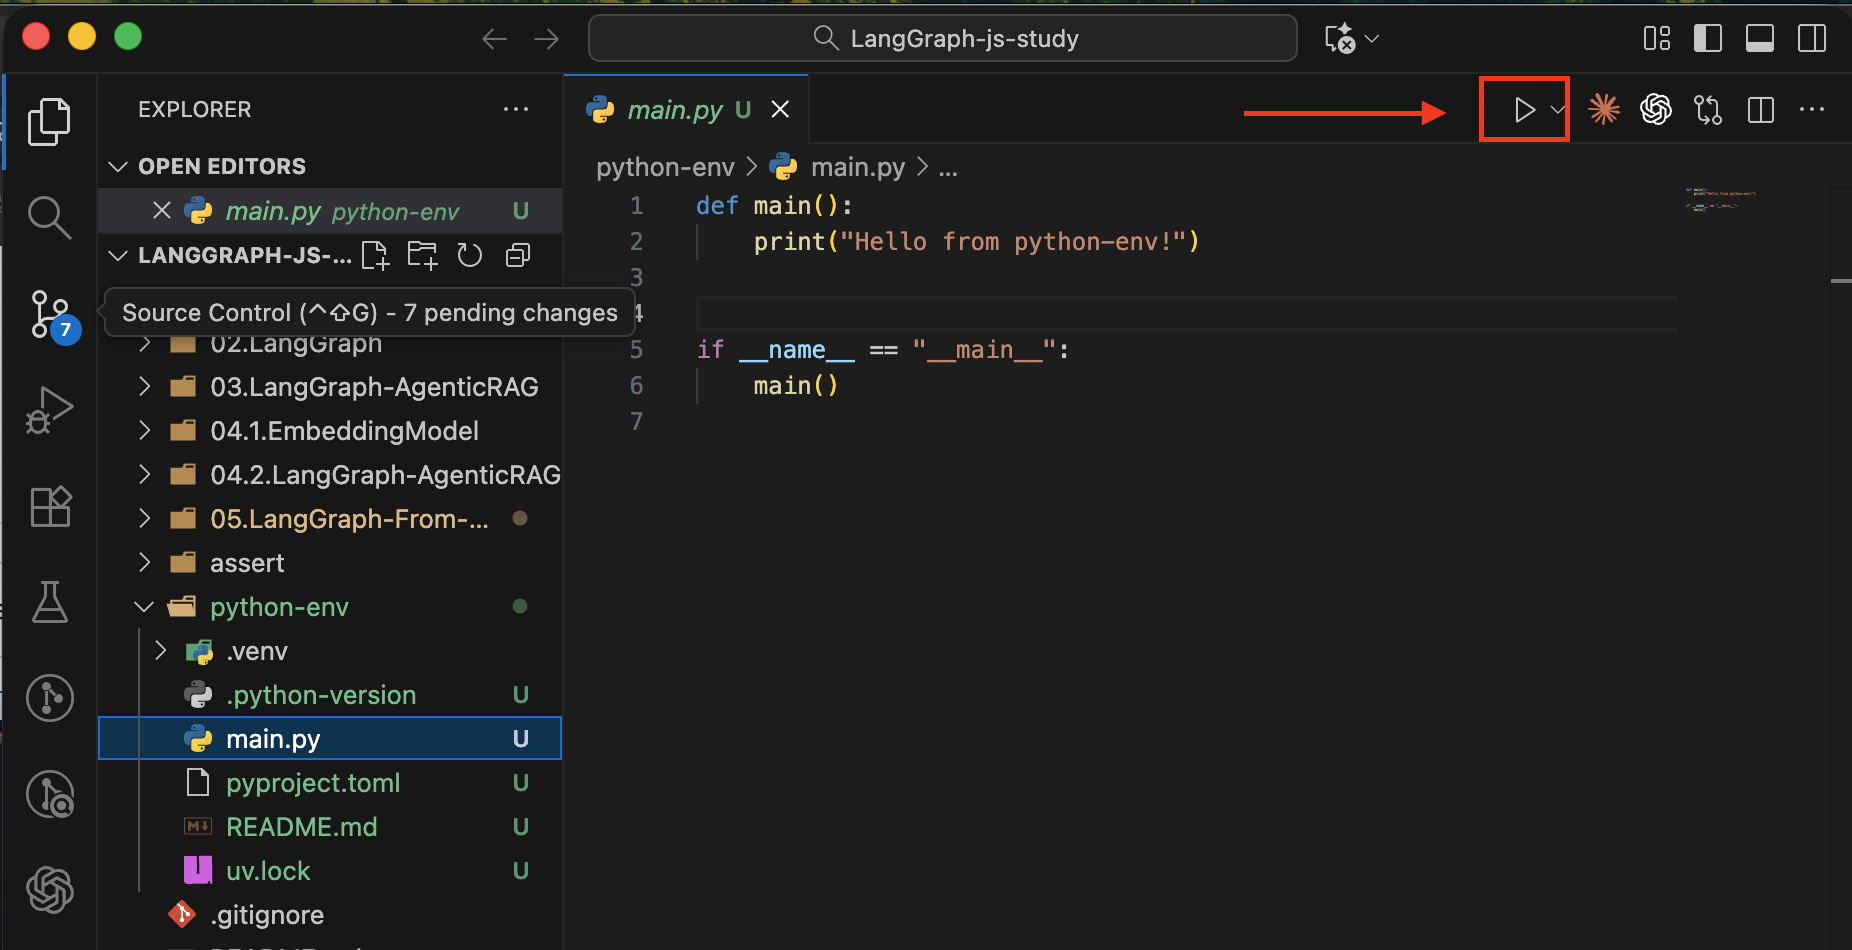 LangGraph-js-study
EXPLORER
OPEN EDITORS
main.py python-env U
LANGGRAPH-JS-...
Source Control (⌃⇧G) - 7 pending changes
7
02.LangGraph
03.LangGraph-AgenticRAG
04.1.EmbeddingModel
04.2.LangGraph-AgenticRAG
05.LangGraph-From-...
assert
python-env
.venv
.python-version U
main.py U
pyproject.toml U
README.md U
uv.lock U
.gitignore
main.py U
python-env > main.py > ...
1 def main():
2     print("Hello from python-env!")
3
4
5 if __name__ == "__main__":
6     main()
7